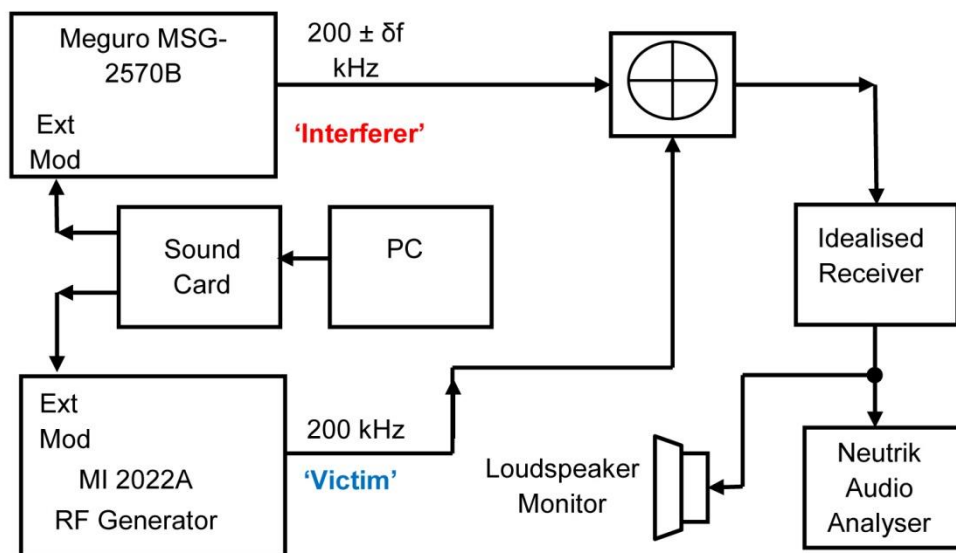 Meguro MSG-
2570B
Ext
Mod
200 ± δf
kHz
‘Interferer’
Sound
Card
PC
Idealised
Receiver
Ext
Mod
MI 2022A
RF Generator
200 kHz
‘Victim’
Loudspeaker
Monitor
Neutrik
Audio
Analyser